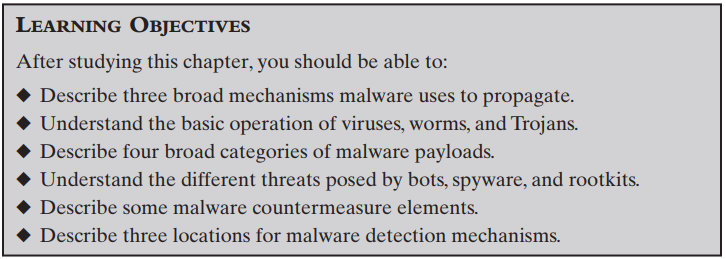 LEARNING OBJECTIVES
After studying this chapter, you should be able to:
◆ Describe three broad mechanisms malware uses to propagate.
◆ Understand the basic operation of viruses, worms, and Trojans.
◆ Describe four broad categories of malware payloads.
◆ Understand the different threats posed by bots, spyware, and rootkits.
◆ Describe some malware countermeasure elements.
◆ Describe three locations for malware detection mechanisms.